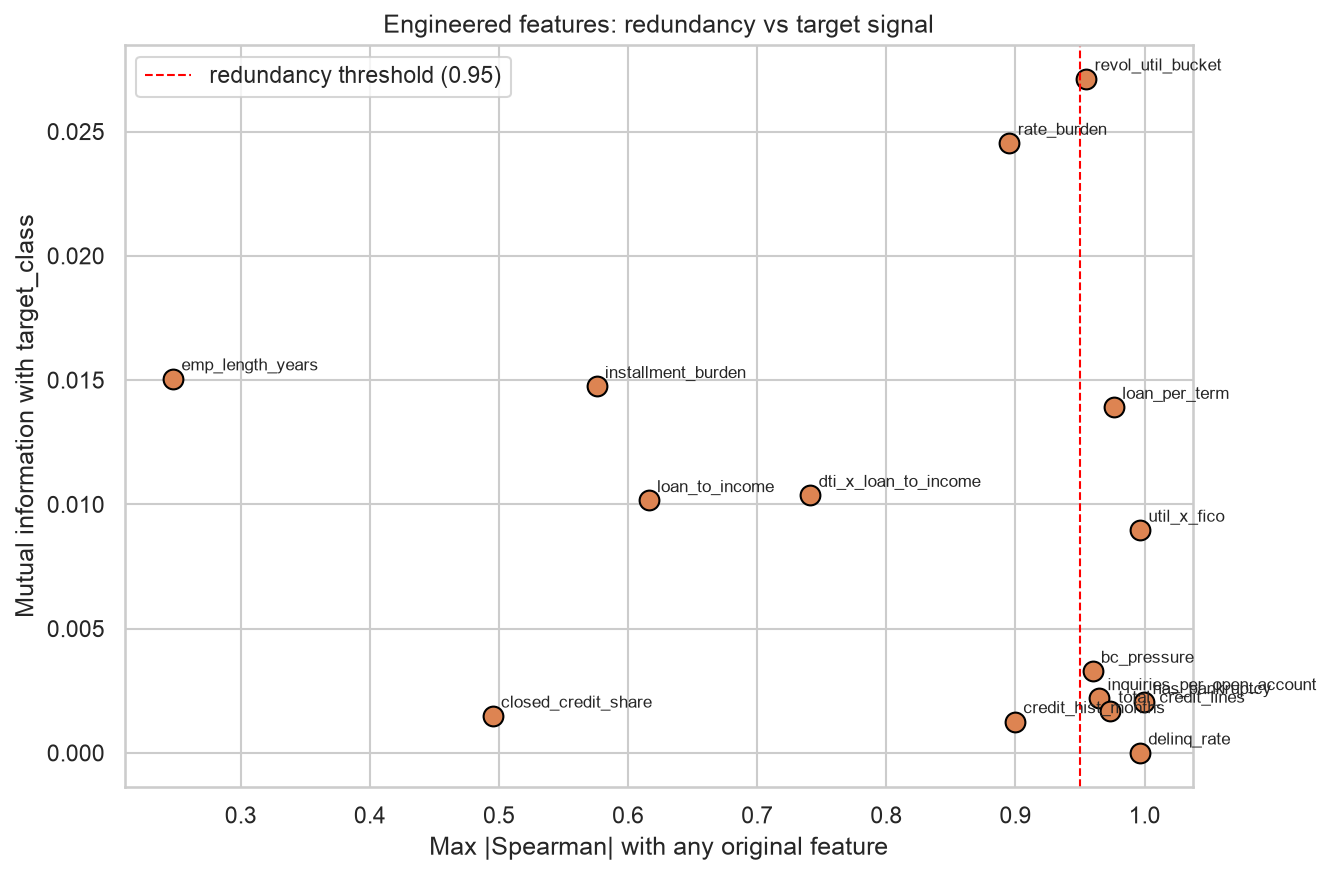 Engineered features: redundancy vs target signal
redundancy threshold (0.95)
revol_util_bucket
rate_burden
emp_length_years
installment_burden
loan_per_term
loan_to_income
dti_x_loan_to_income
util_x_fico
bc_pressure
inquiries_per_open_account
has_bankruptcy
total_credit_lines
closed_credit_share
credit_hist_months
delinq_rate
0.025
0.020
0.015
0.010
0.005
0.000
Mutual information with target_class
0.3 0.4 0.5 0.6 0.7 0.8 0.9 1.0
Max |Spearman| with any original feature